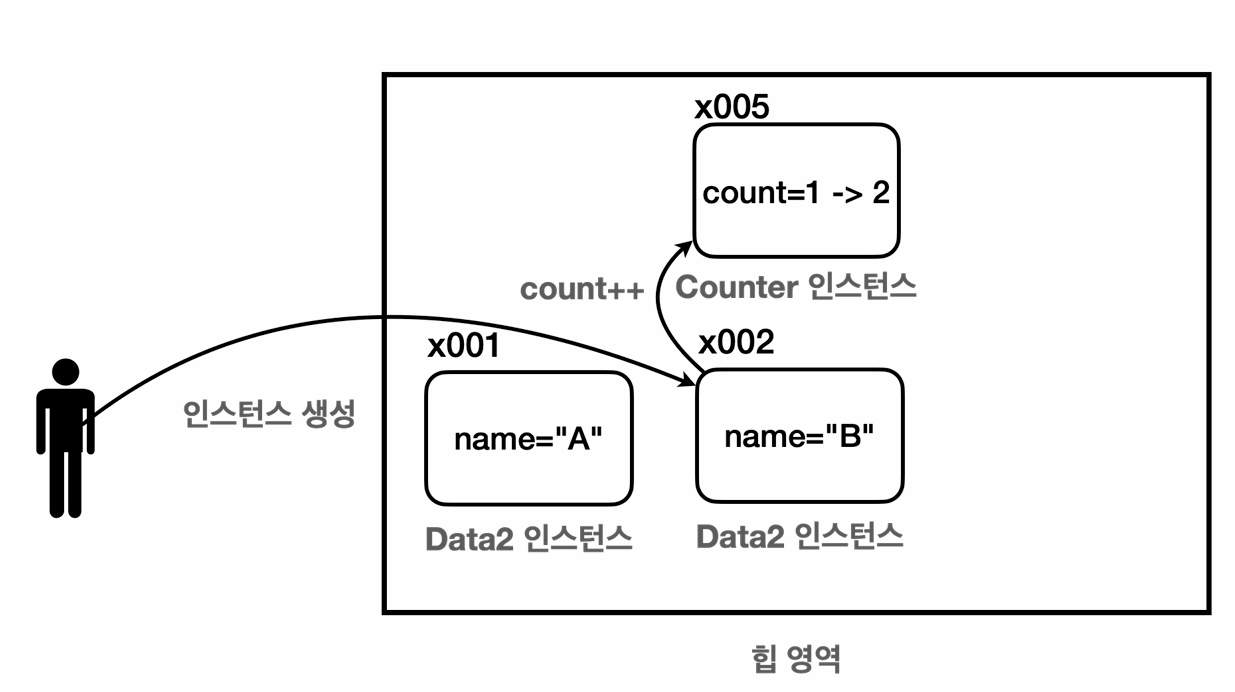 x005
count=1 -> 2
count++
Counter 인스턴스
x001
x002
인스턴스 생성
name="A"
name="B"
Data2 인스턴스
Data2 인스턴스
힙 영역